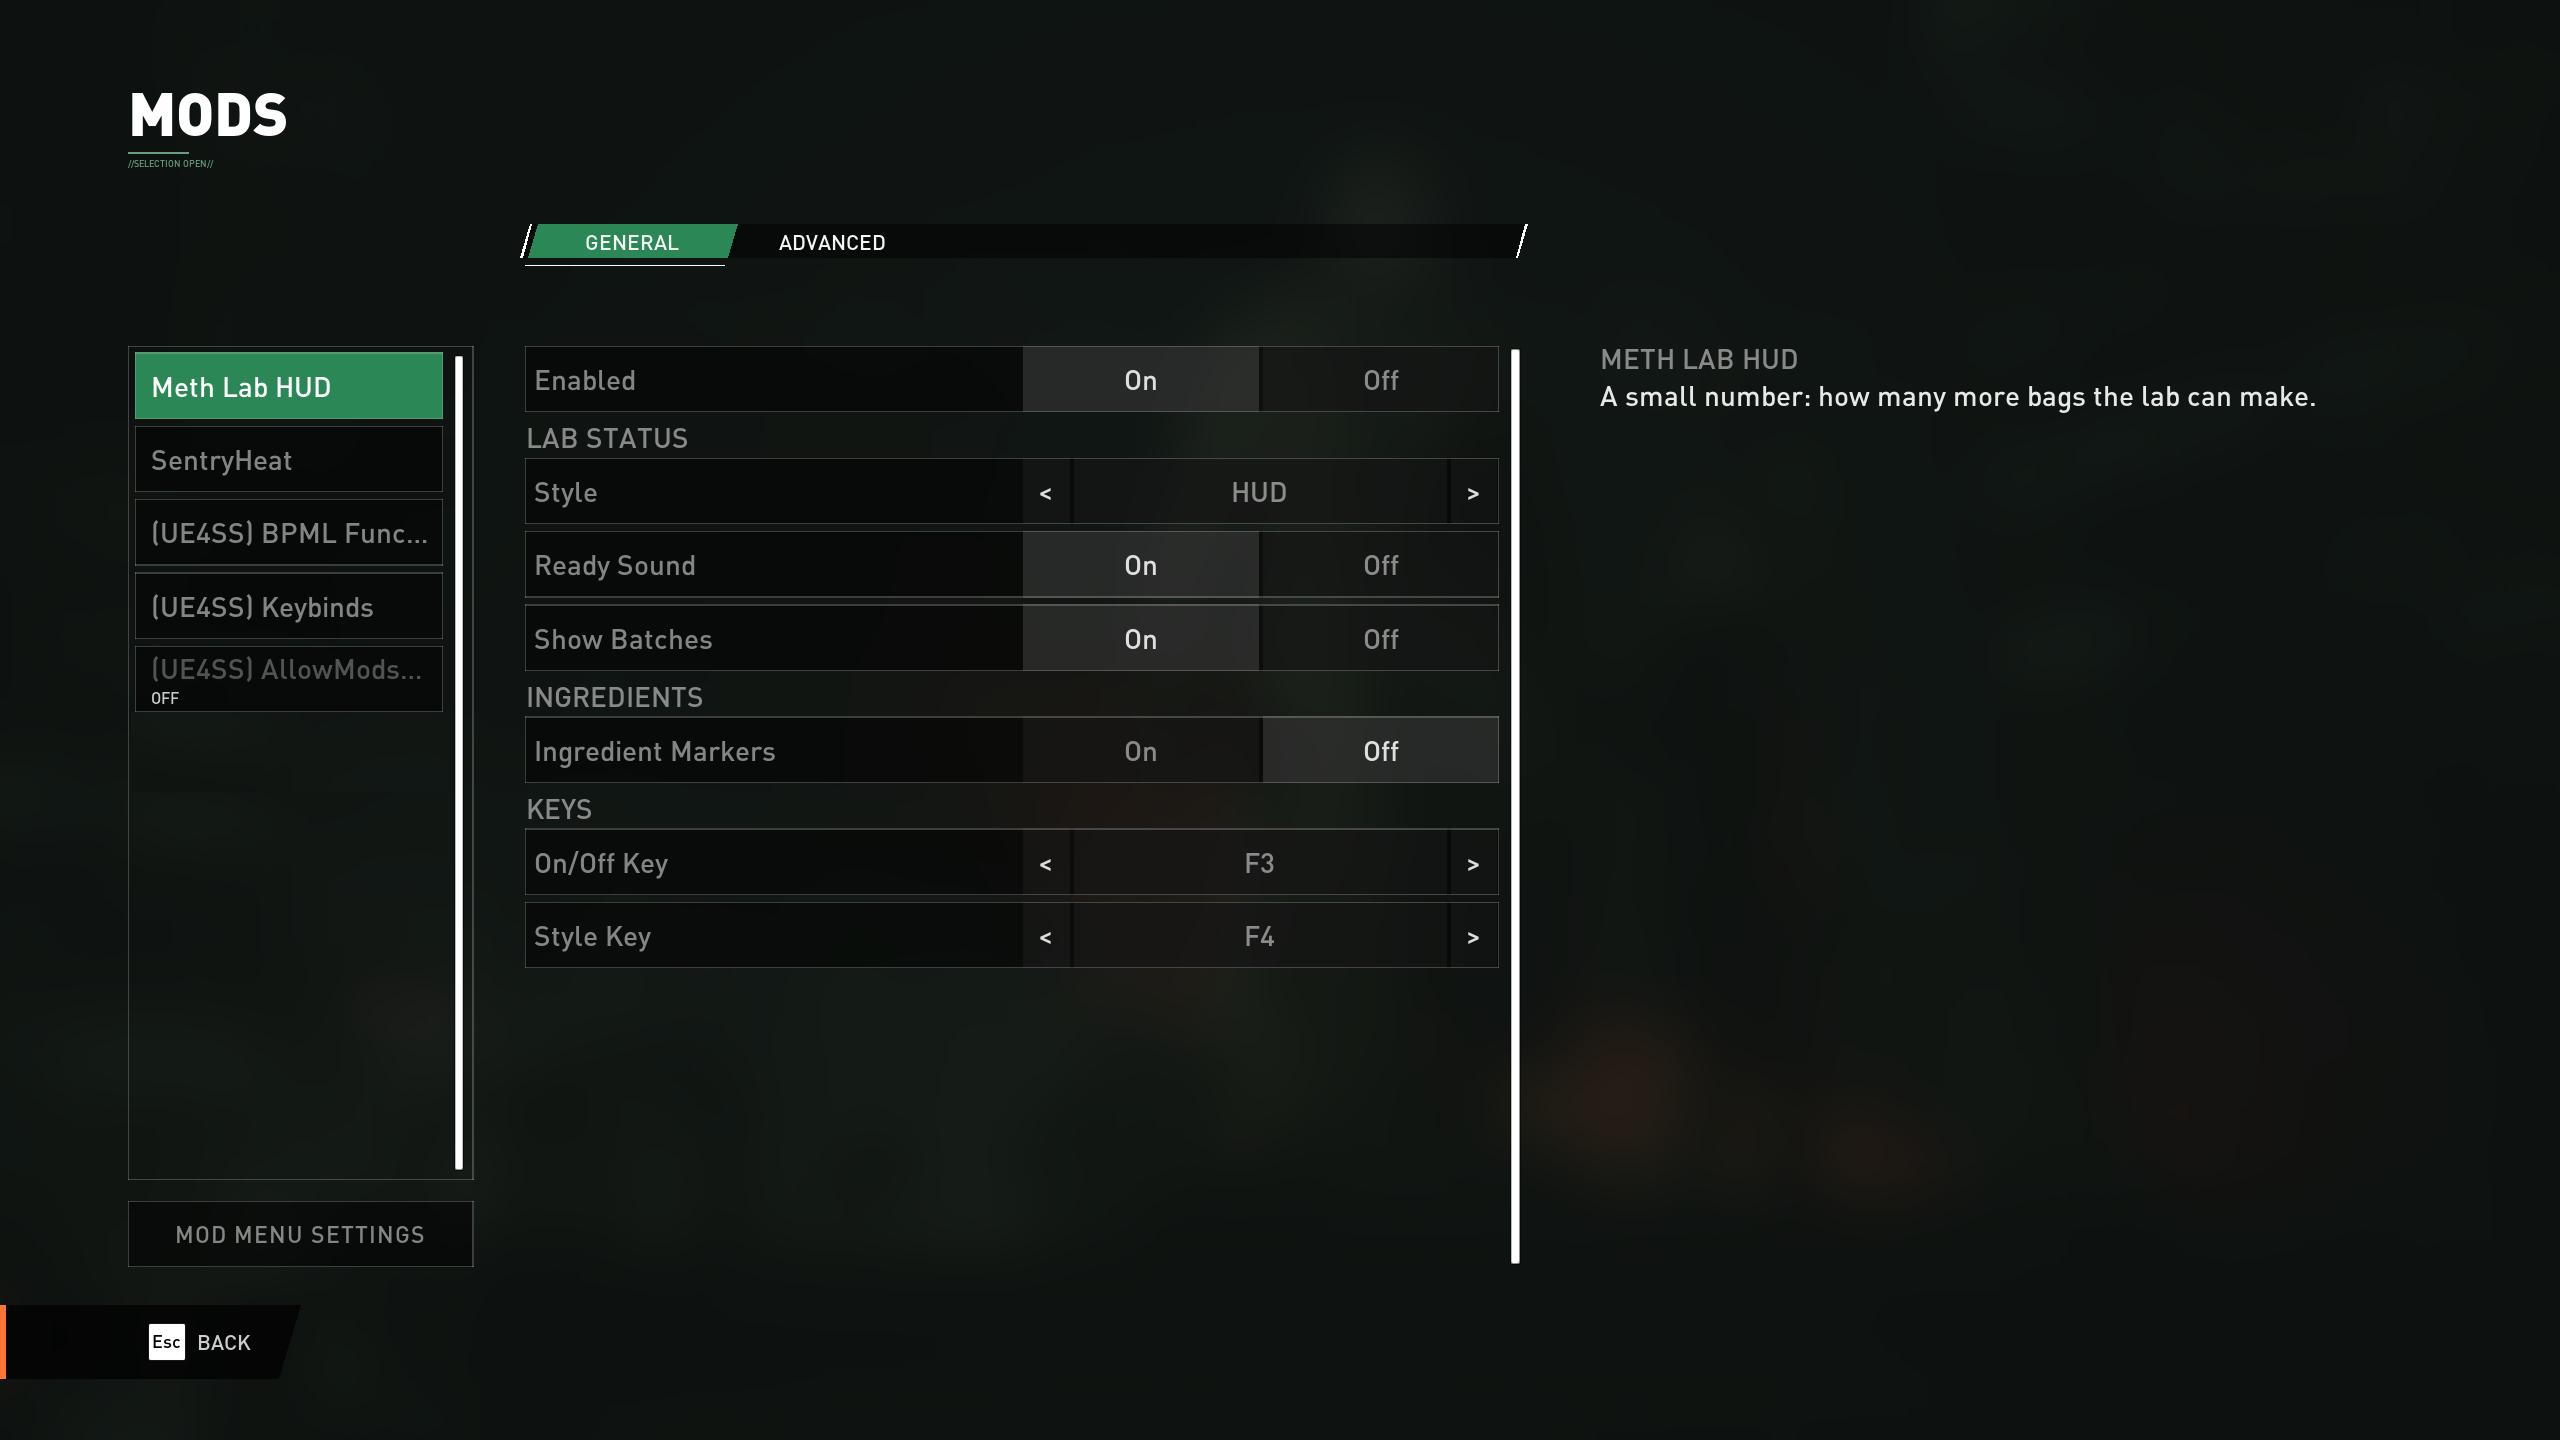 MODS
//SELECTION OPEN//
GENERAL
ADVANCED
Meth Lab HUD
SentryHeat
(UE4SS) BPML Func...
(UE4SS) Keybinds
(UE4SS) AllowMods...
OFF
MOD MENU SETTINGS
Enabled On Off
LAB STATUS
Style < HUD >
Ready Sound On Off
Show Batches On Off
INGREDIENTS
Ingredient Markers On Off
KEYS
On/Off Key < F3 >
Style Key < F4 >
METH LAB HUD
A small number: how many more bags the lab can make.
Esc BACK